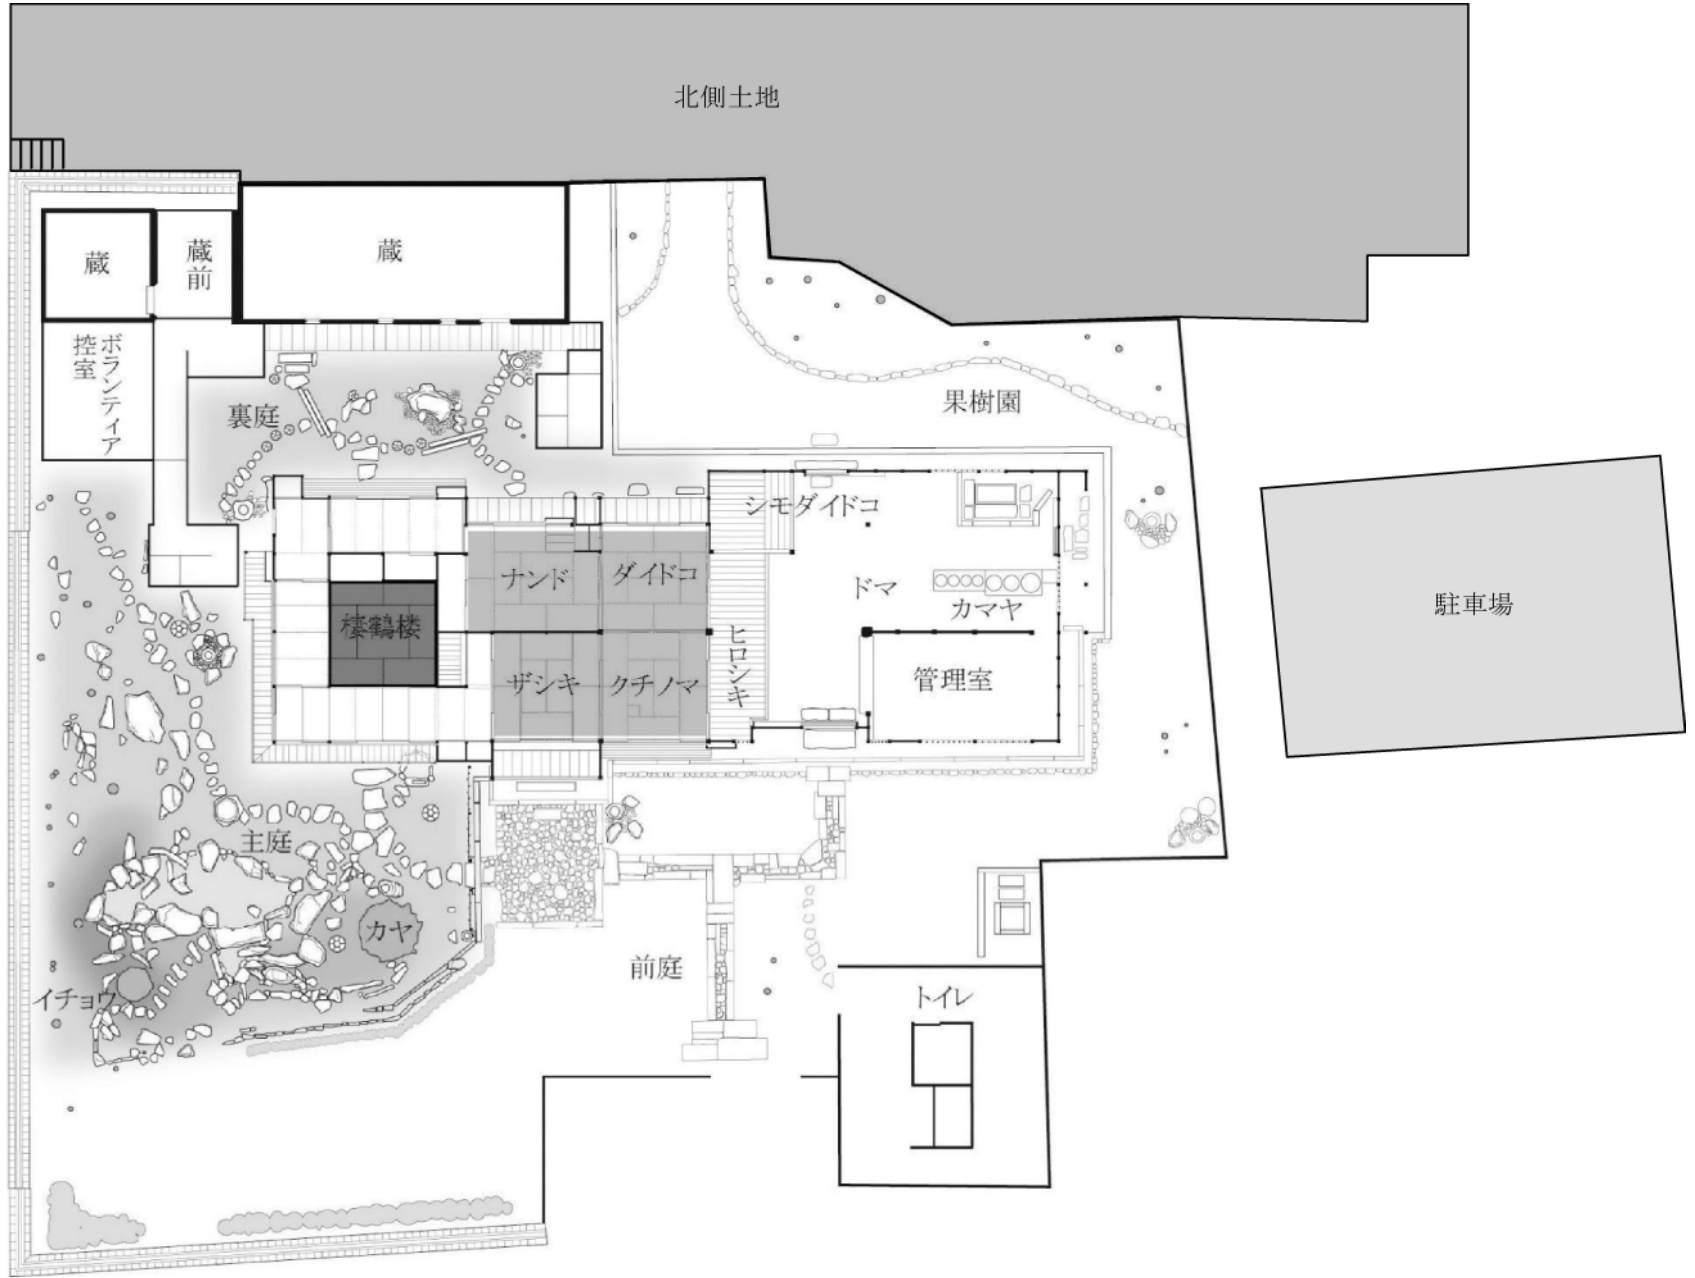 北側土地
蔵
蔵前
蔵
ボランティア
控室
裏庭
果樹園
シモダイドコ
ナンド
ダイドコ
ドマ
カマヤ
駐車場
棲鶴楼
ヒロシキ
ザシキ
クチノマ
管理室
主庭
カヤ
前庭
イチョウ
トイレ